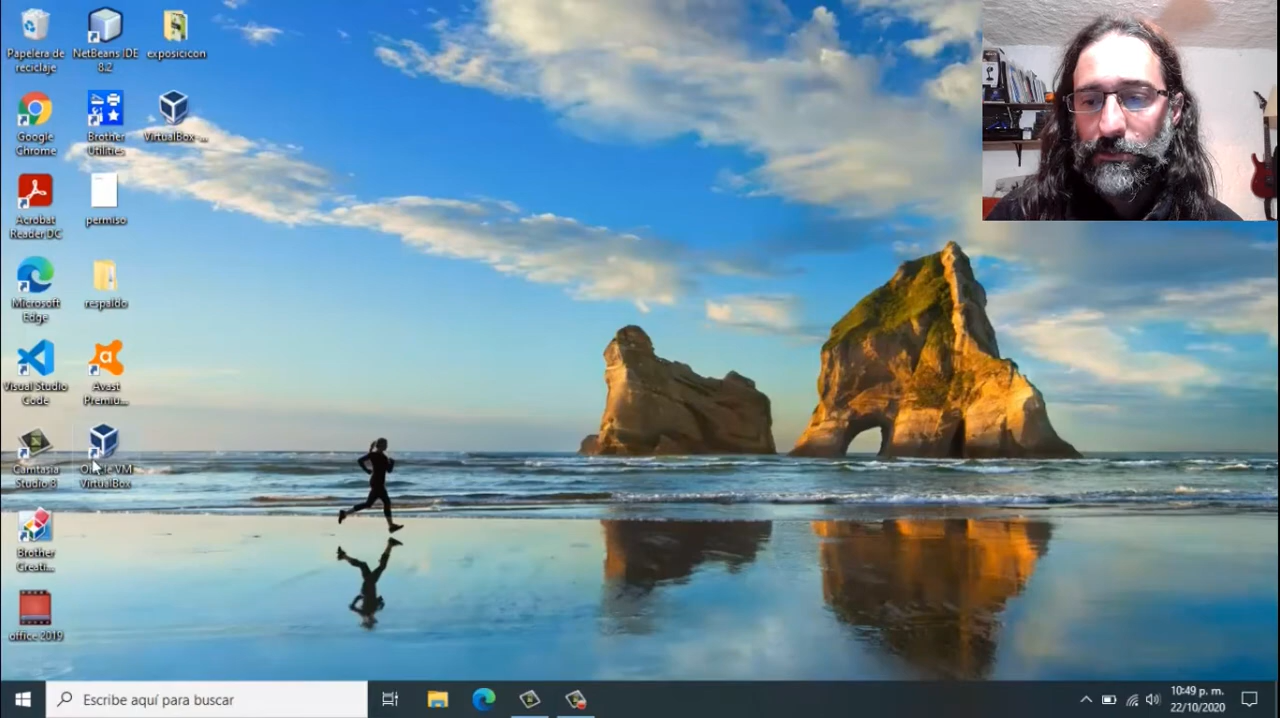 Papelera de
reciclaje
NetBeans IDE
8.2
exposicicon
Google
Chrome
Brother
Utilities
VirtualBox -...
Acrobat
Reader DC
permiso
Microsoft
Edge
respaldo
Visual Studio
Code
Avast
Premiu...
Camtasia
Studio 8
VM
VirtualBox
Brother
Creati...
office 2019
Escribe aquí para buscar
10:49 p. m.
22/10/2020